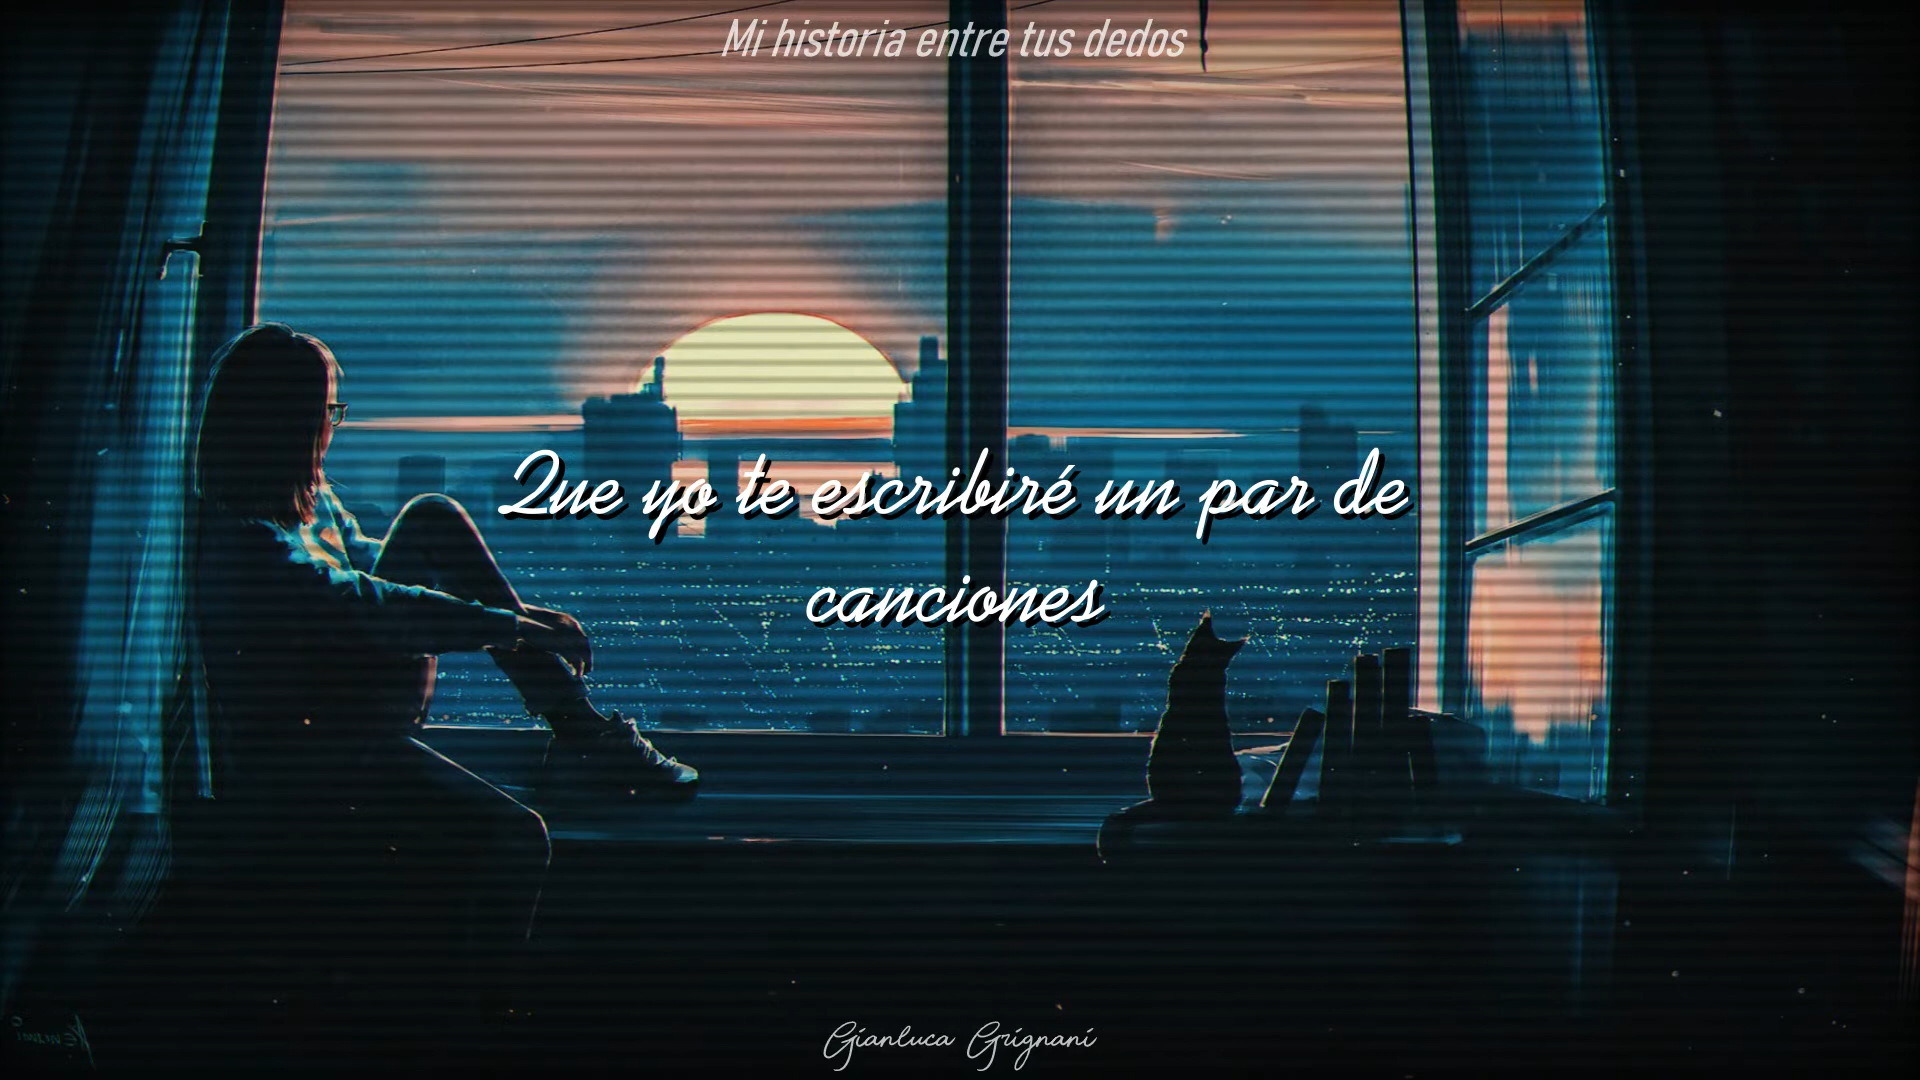 Mi historia entre tus dedos
Que yo te escribiré un par de
canciones
Gianluca Grignani